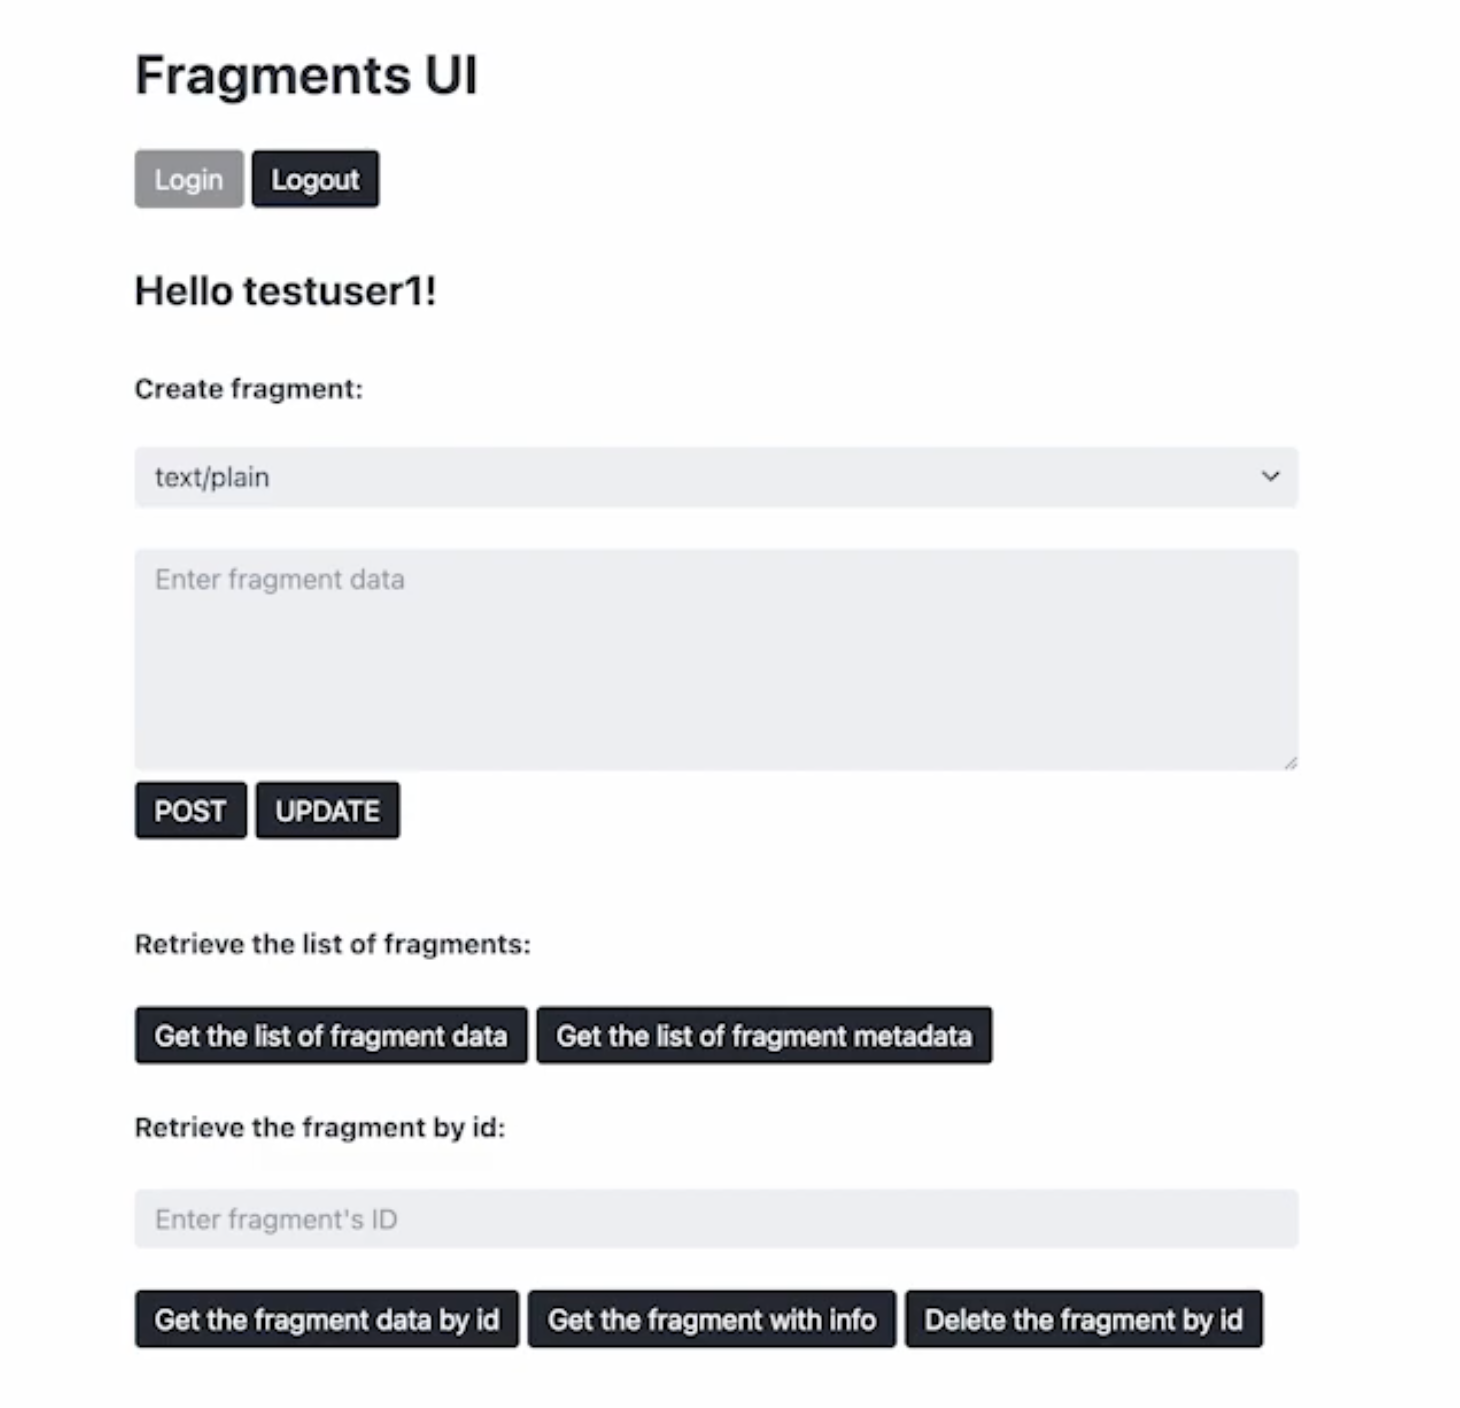 Fragments UI
Login Logout
Hello testuser1!
Create fragment:
text/plain
Enter fragment data
POST UPDATE
Retrieve the list of fragments:
Get the list of fragment data Get the list of fragment metadata
Retrieve the fragment by id:
Enter fragment's ID
Get the fragment data by id Get the fragment with info Delete the fragment by id